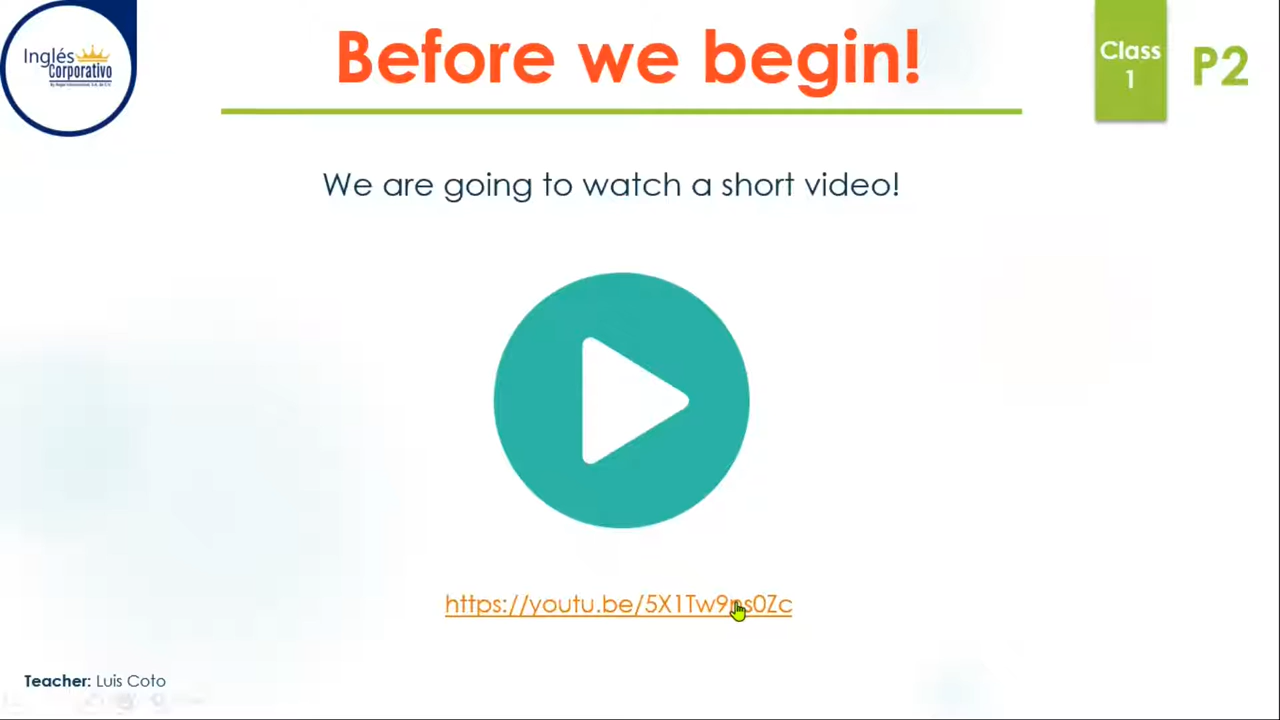 Inglés
Corporativo
Before we begin!
Class
1
P2
We are going to watch a short video!
Teacher: Luis Coto